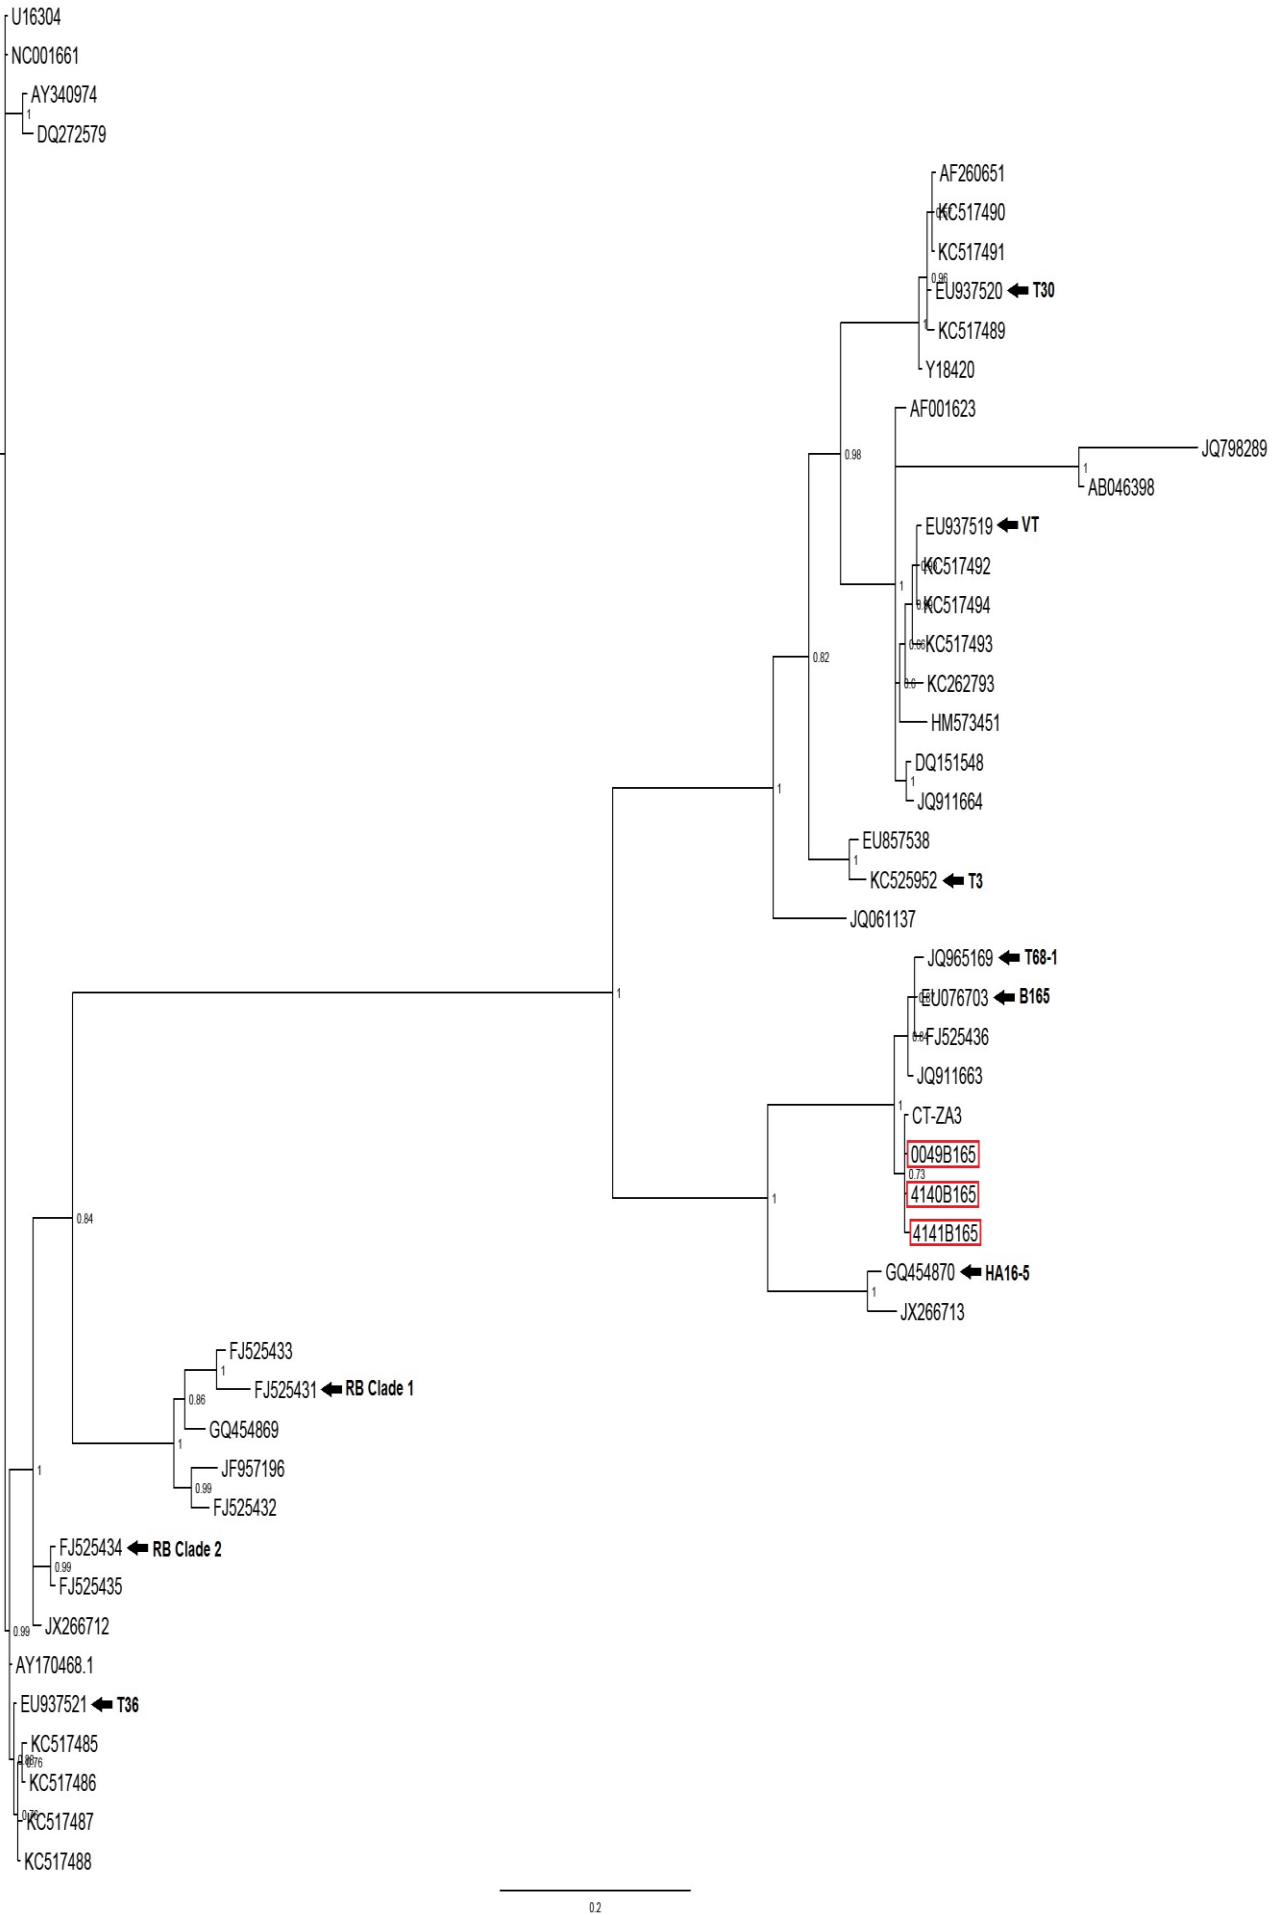 U16304
NC001661
AY340974
1
DQ272579
AF260651
KC517490
KC517491
0.96
EU937520 T30
1
KC517489
Y18420
AF001623
JQ798289
0.98
1
AB046398
EU937519 VT
KC517492
1
KC517494
KC517493
0.82
0.6
KC262793
HM573451
DQ151548
1
1
JQ911664
EU857538
1
KC525952 T3
JQ061137
JQ965169 T68-1
1
EU076703 B165
FJ525436
JQ911663
1
CT-ZA3
0049B165
0.73
1
4140B165
0.84
4141B165
GQ454870 HA16-5
1
JX266713
FJ525433
1
FJ525431 RB Clade 1
0.86
GQ454869
1
1
JF957196
0.99
FJ525432
FJ525434 RB Clade 2
0.99
FJ525435
0.99
JX266712
AY170468.1
EU937521 T36
KC517485
0.76
KC517486
KC517487
KC517488
0.2